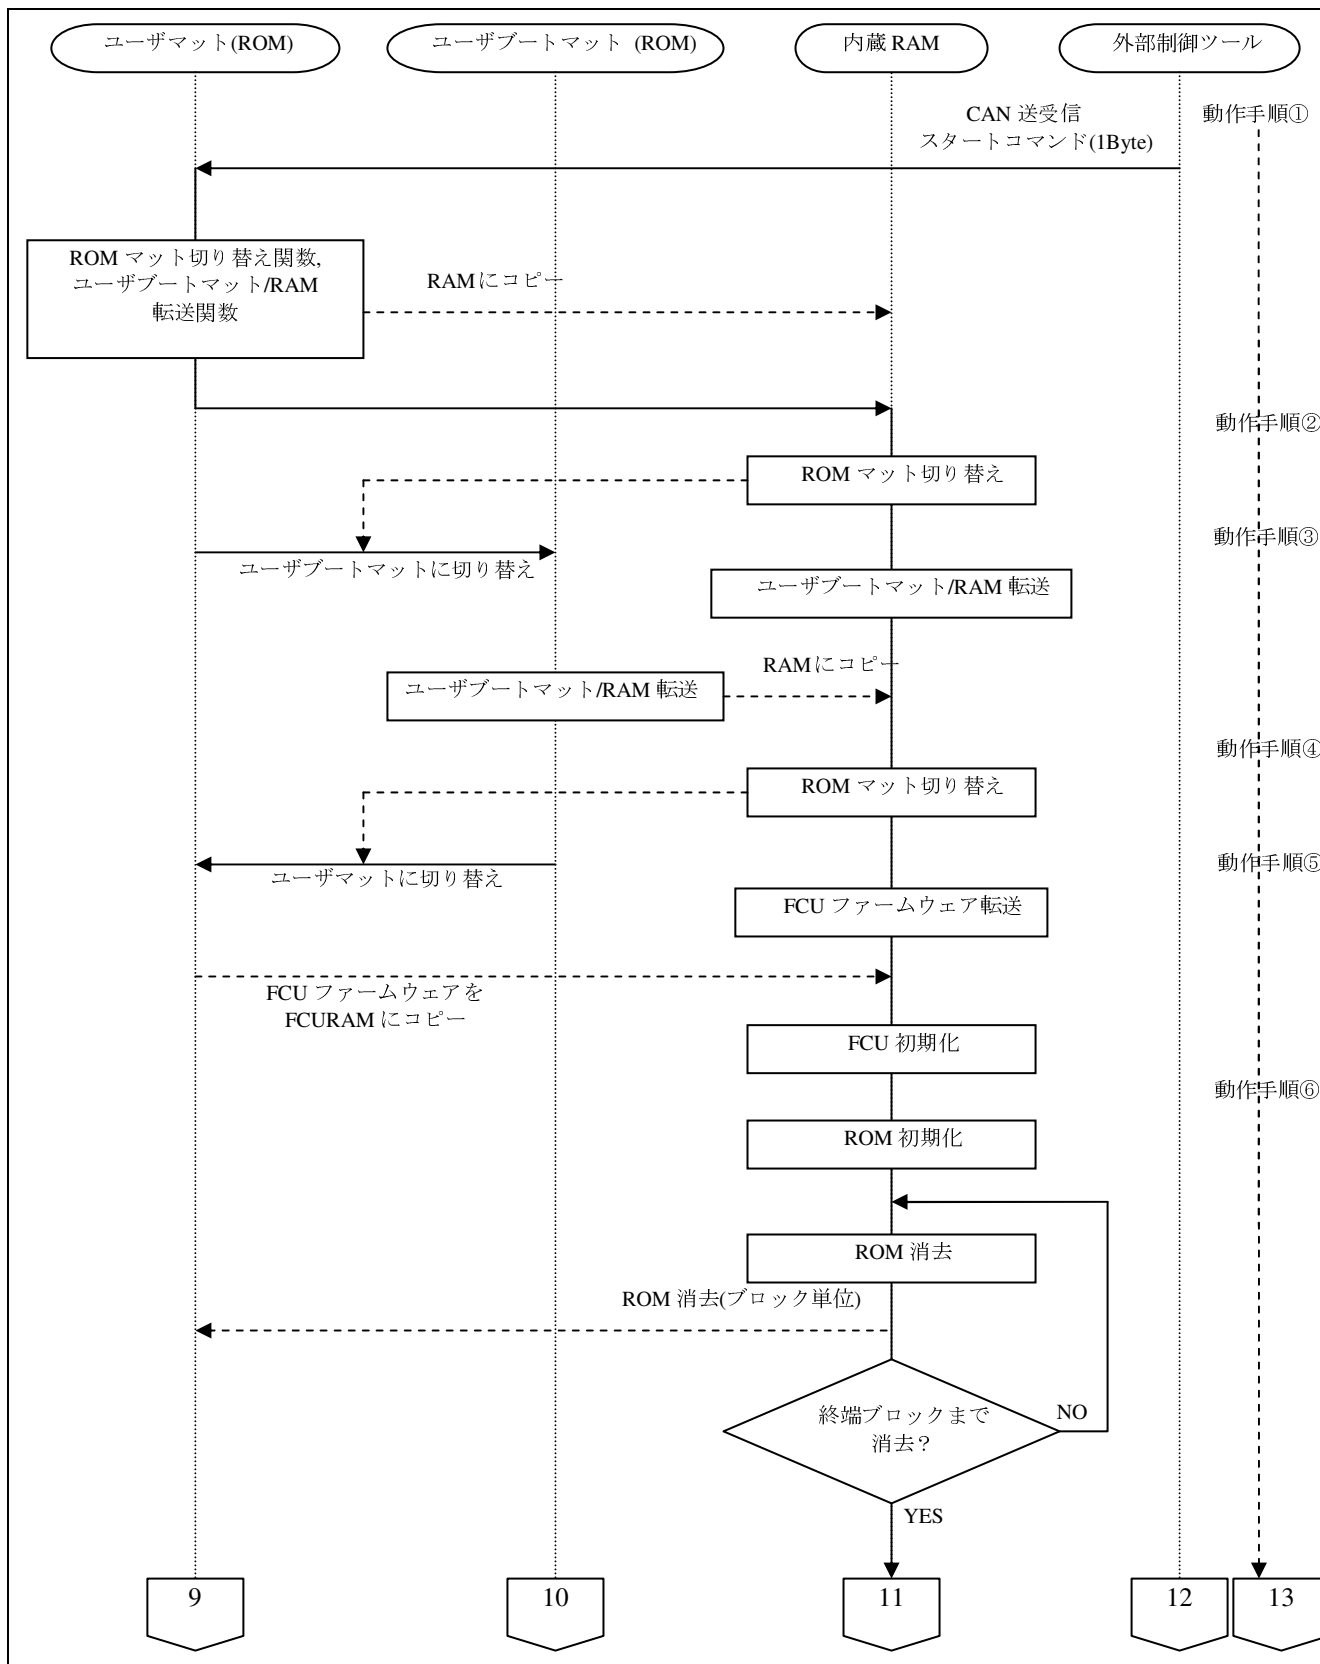 ユーザマット(ROM)
ユーザブートマット (ROM)
内蔵 RAM
外部制御ツール
CAN 送受信
スタートコマンド(1Byte)
動作手順①
ROM マット切り替え関数,
ユーザブートマット/RAM
転送関数
RAMにコピー
動作手順②
ROM マット切り替え
動作手順③
ユーザブートマットに切り替え
ユーザブートマット/RAM 転送
RAMにコピー
ユーザブートマット/RAM 転送
動作手順④
ROM マット切り替え
動作手順⑤
ユーザマットに切り替え
FCU ファームウェア転送
FCU ファームウェアを
FCURAM にコピー
FCU 初期化
動作手順⑥
ROM 初期化
ROM 消去
ROM 消去(ブロック単位)
終端ブロックまで
消去？
NO
YES
9
10
11
12
13